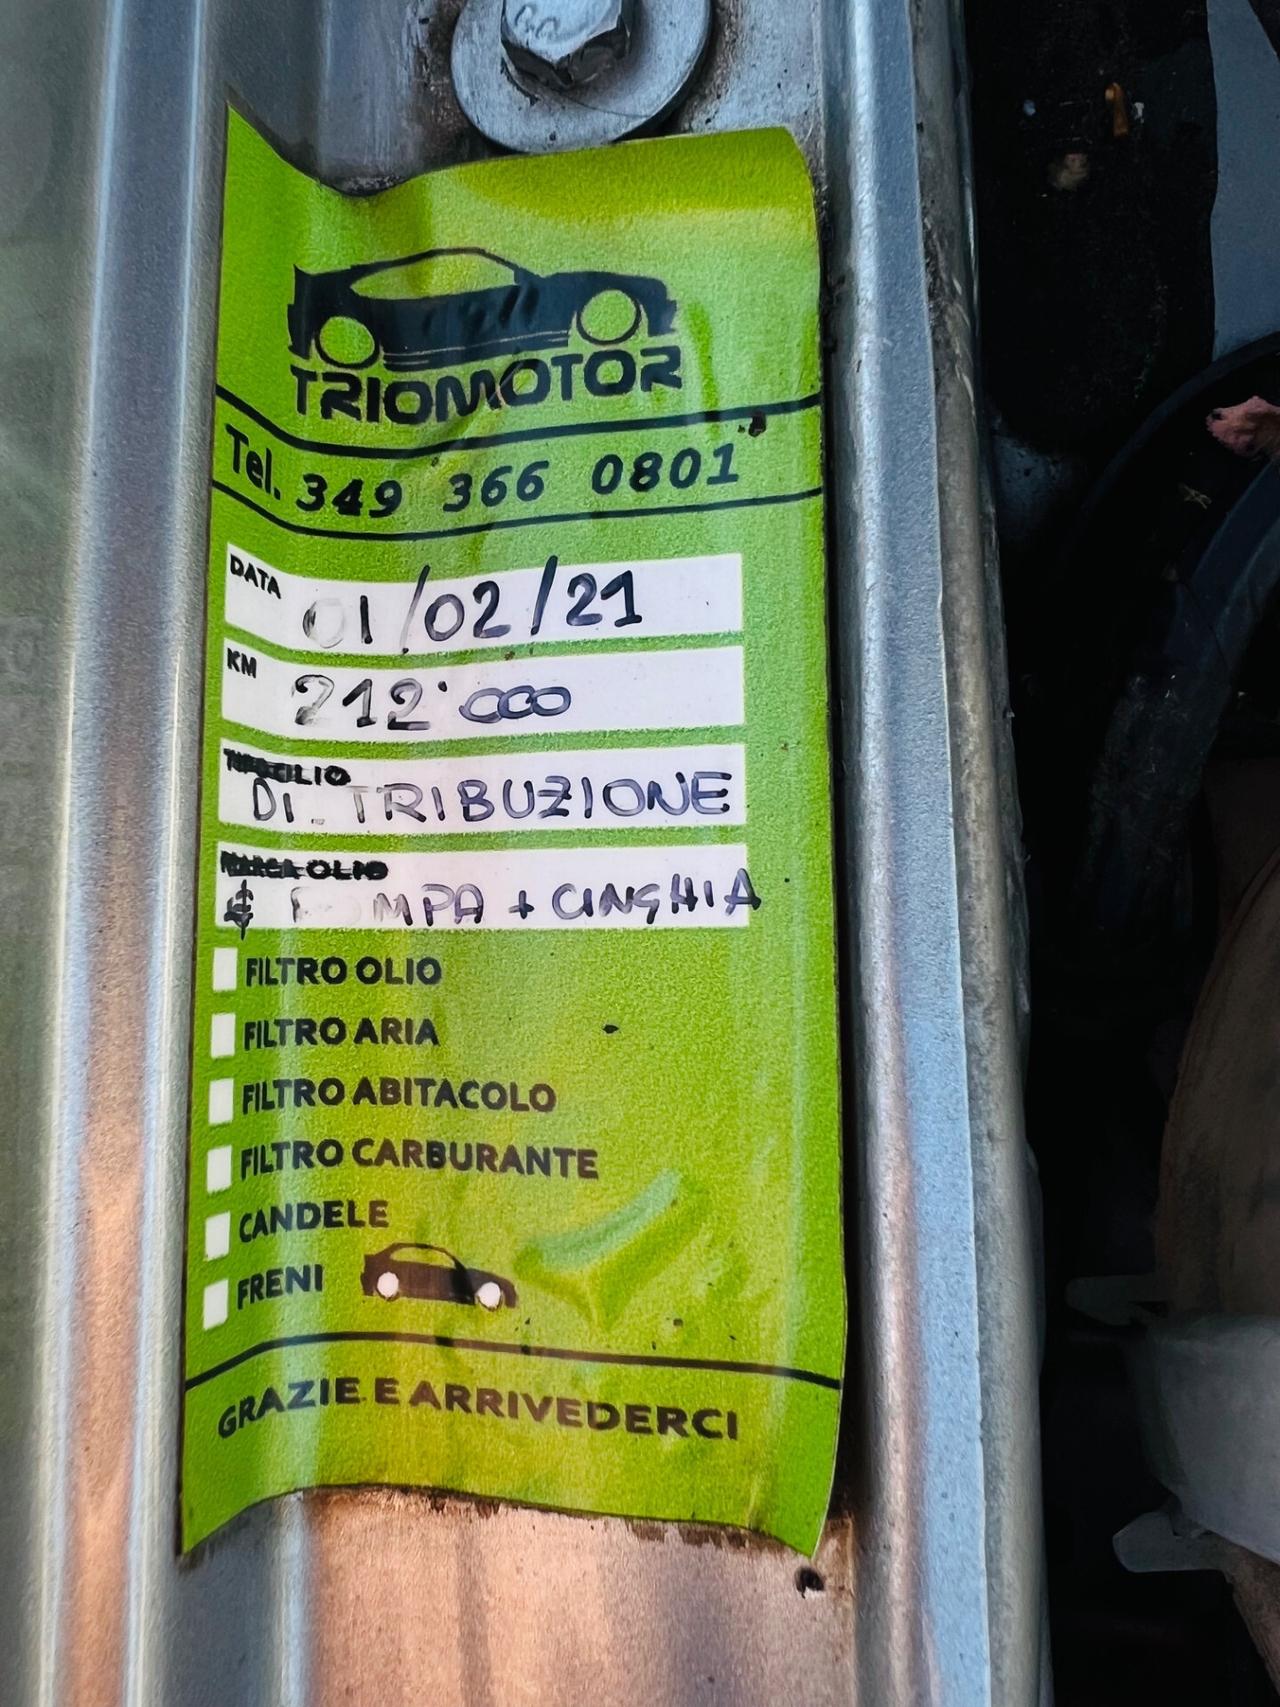 TRIOMOTOR
Tel. 349 366 0801
DATA 01/02/21
KM 212'000
DI TRIBUZIONE
MPA + CINGHIA
FILTRO OLIO
FILTRO ARIA
FILTRO ABITACOLO
FILTRO CARBURANTE
CANDELE
FRENI
GRAZIE E ARRIVEDERCI